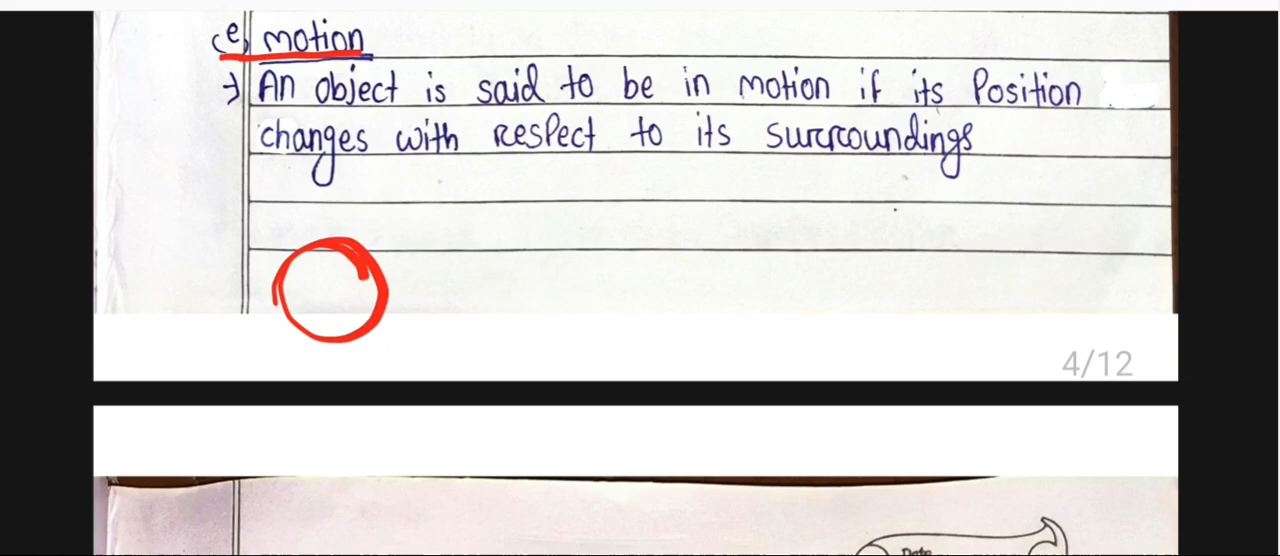 (e) motion
→ An object is said to be in motion if its Position
changes with respect to its surroundings
4/12
Date